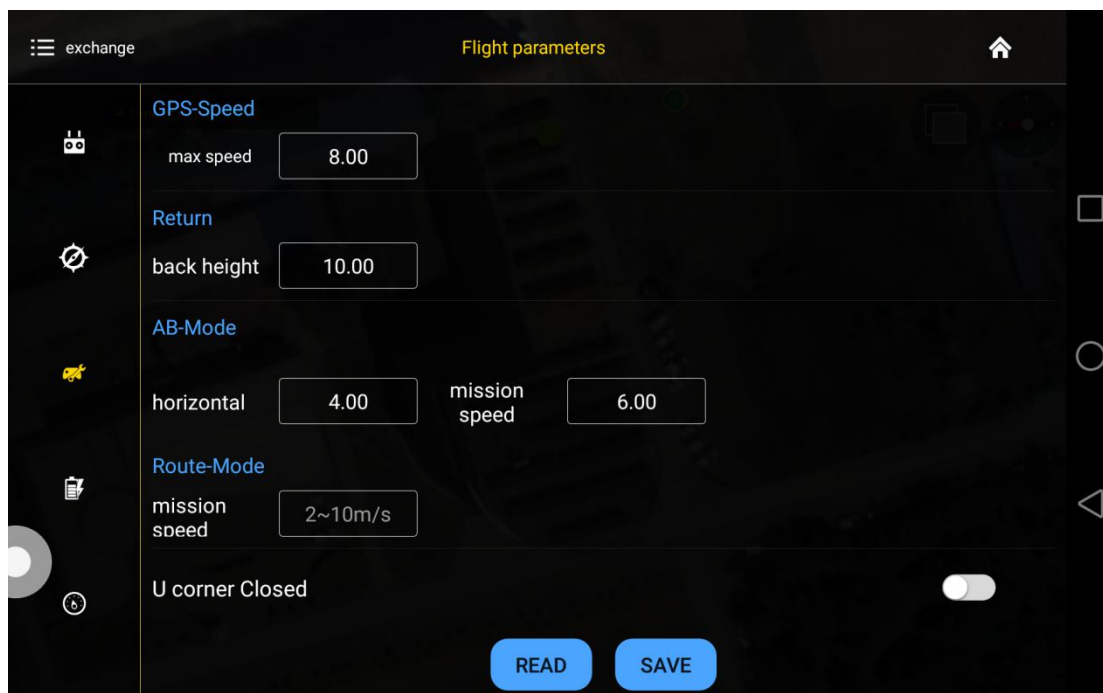 exchange
Flight parameters
GPS-Speed
max speed 8.00
Return
back height 10.00
AB-Mode
horizontal 4.00 mission speed 6.00
Route-Mode
mission speed 2~10m/s
U corner Closed
READ SAVE